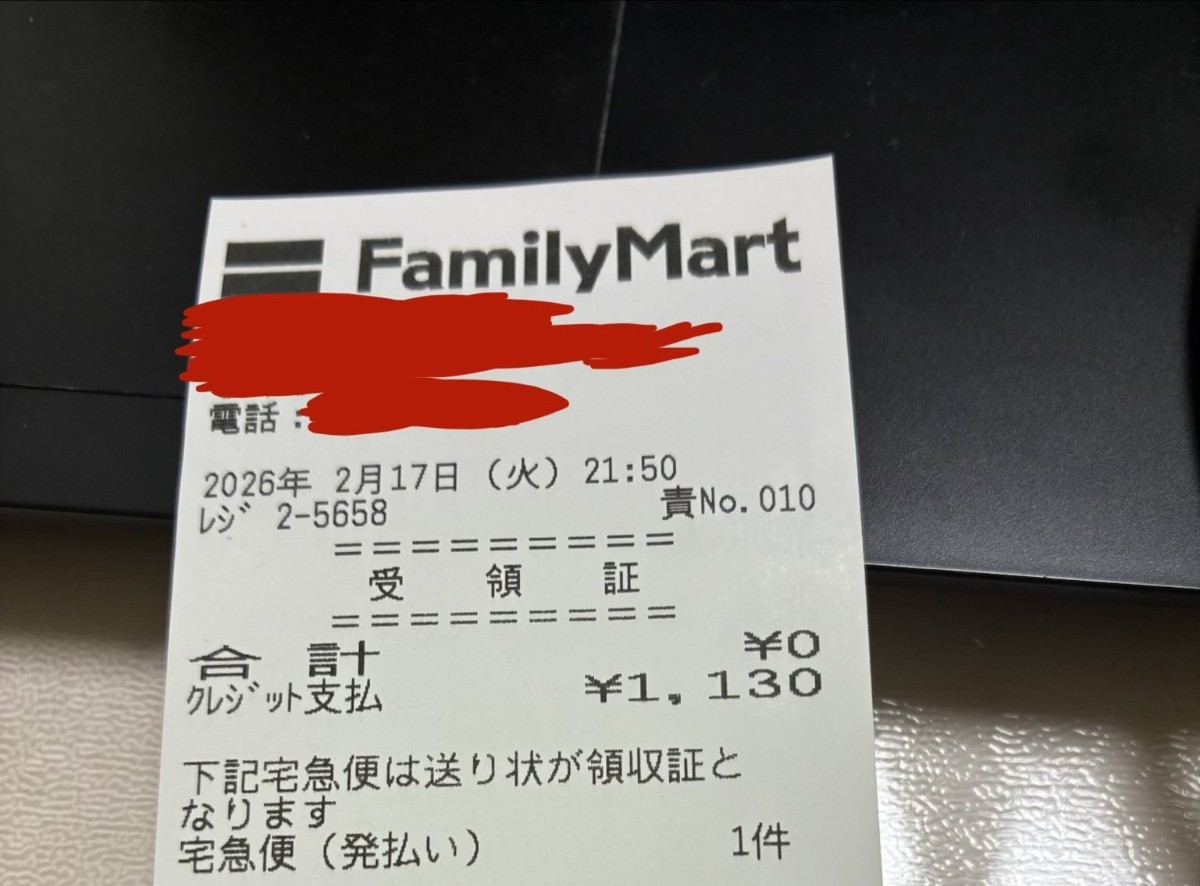 FamilyMart
電話:
2026年 2月17日 (火) 21:50
ﾚｼﾞ 2-5658 責No.010
=========
受 領 証
=========
合 計 ¥0
ｸﾚｼﾞｯﾄ支払 ¥1,130
下記宅急便は送り状が領収証と
なります
宅急便(発払い) 1件